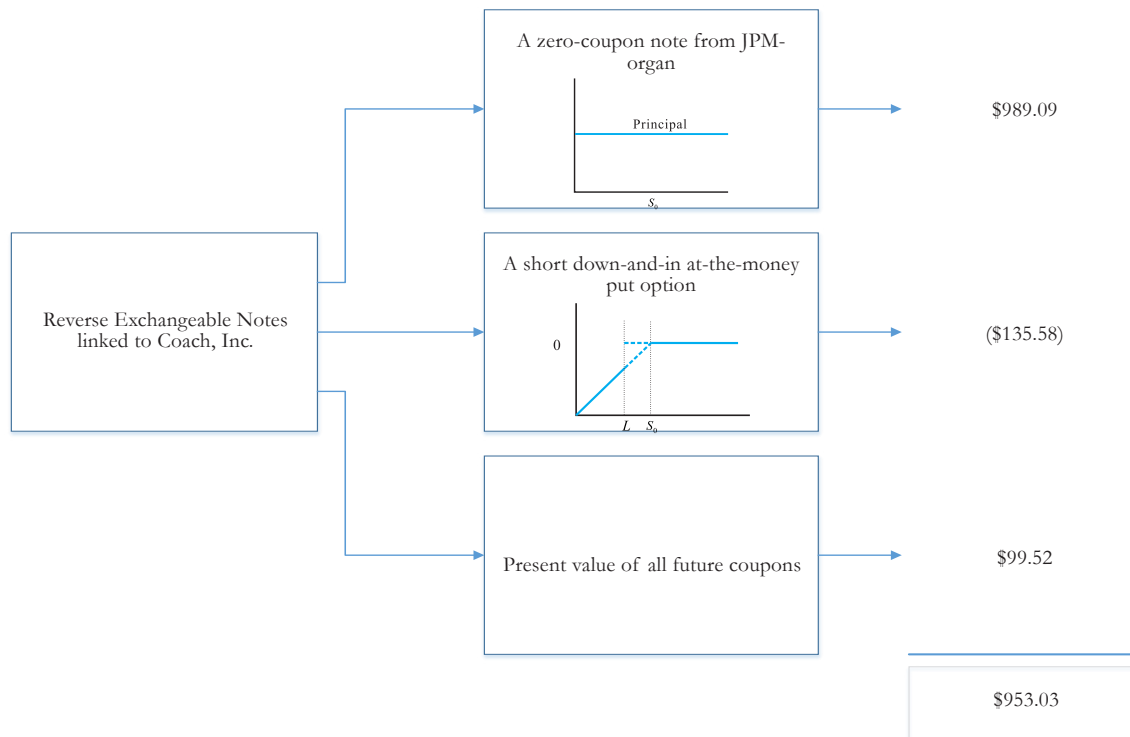 A zero-coupon note from JPM-
organ
Principal
S₀
$989.09
Reverse Exchangeable Notes
linked to Coach, Inc.
A short down-and-in at-the-money
put option
0
L S₀
($135.58)
Present value of all future coupons
$99.52
$953.03